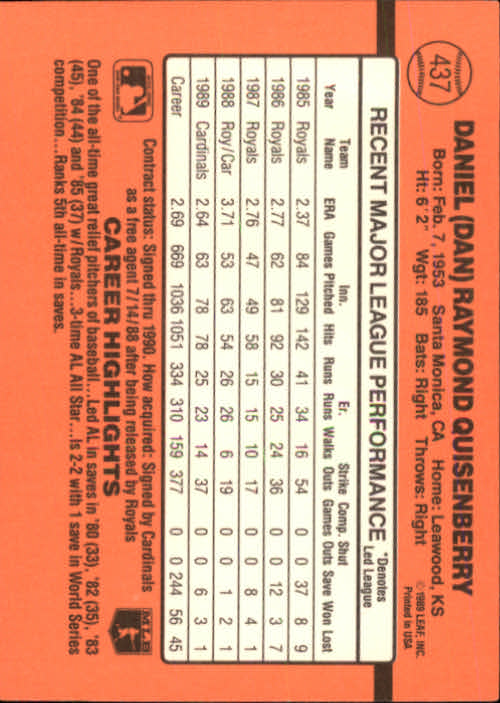 437
DANIEL (DAN) RAYMOND QUISENBERRY
Born: Feb. 7, 1953 Santa Monica, CA Home: Leawood, KS
Ht: 6' 2" Wgt: 185 Bats: Right Throws: Right
© 1989 LEAF, INC.
Printed in USA
RECENT MAJOR LEAGUE PERFORMANCE *Denotes Led League
Team Inn. Er. Strike Comp. Shut
Year Name ERA Games Pitched Hits Runs Runs Walks Outs Games Outs Save Won Lost
1985 Royals 2.37 84 129 142 41 34 16 54 0 0 37 8 9
1986 Royals 2.77 62 81 92 30 25 24 36 0 0 12 3 7
1987 Royals 2.76 47 49 58 15 15 10 17 0 0 8 4 1
1988 Roy/Car 3.71 53 63 54 26 26 6 19 0 0 1 2 1
1989 Cardinals 2.64 63 78 78 25 23 14 37 0 0 6 3 1
Career 2.69 669 1036 1051 334 310 159 377 0 0 244 56 45
Contract status: Signed thru 1990. How acquired: Signed by Cardinals
as a free agent 7/14/88 after being released by Royals
CAREER HIGHLIGHTS
MLB
One of the all-time great relief pitchers of baseball...Led AL in saves in '80 (33), '82 (35), '83
(45), '84 (44) and '85 (37) w/Royals...3-time AL All Star...Is 2-2 with 1 save in World Series
competition...Ranks 5th all-time in saves.